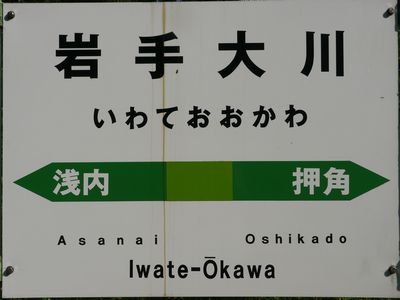 岩手大川
いわておおかわ
浅内 押角
Asanai Oshikado
Iwate-Ōkawa